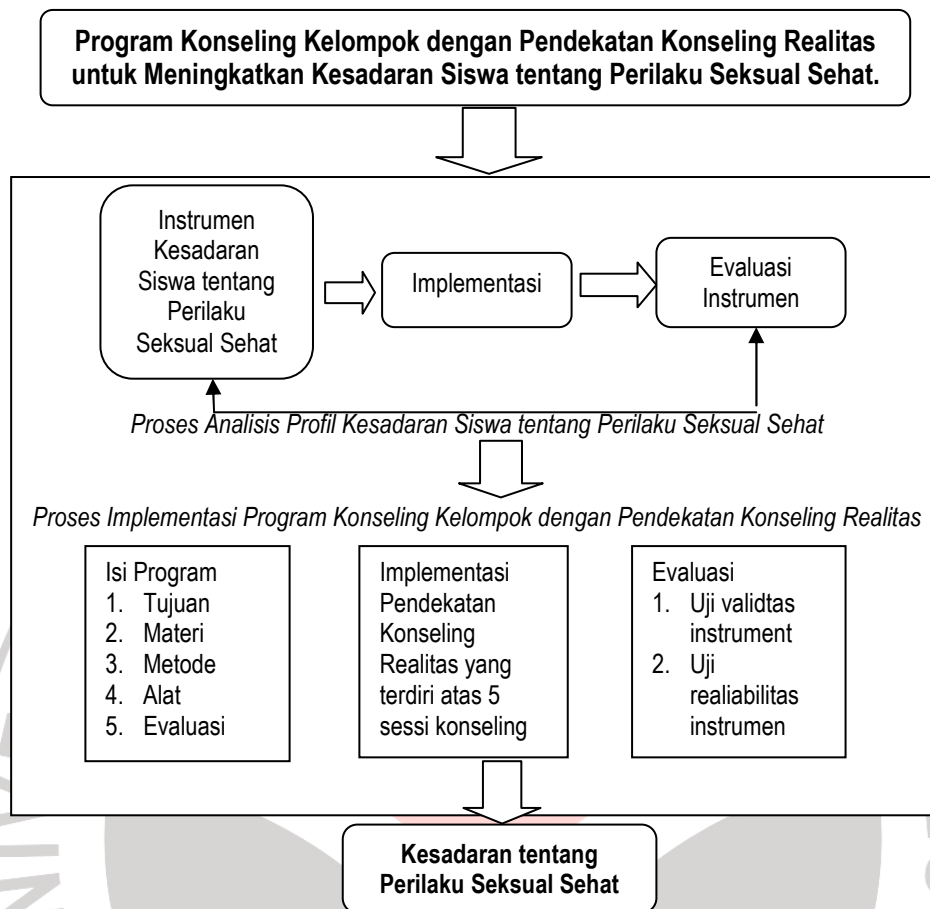 Program Konseling Kelompok dengan Pendekatan Konseling Realitas
untuk Meningkatkan Kesadaran Siswa tentang Perilaku Seksual Sehat.
Instrumen
Kesadaran
Siswa tentang
Perilaku
Seksual Sehat
Implementasi
Evaluasi
Instrumen
Proses Analisis Profil Kesadaran Siswa tentang Perilaku Seksual Sehat
Proses Implementasi Program Konseling Kelompok dengan Pendekatan Konseling Realitas
Isi Program
1. Tujuan
2. Materi
3. Metode
4. Alat
5. Evaluasi
Implementasi
Pendekatan
Konseling
Realitas yang
terdiri atas 5
sessi konseling
Evaluasi
1. Uji validtas
instrument
2. Uji
realiabilitas
instrumen
Kesadaran tentang
Perilaku Seksual Sehat